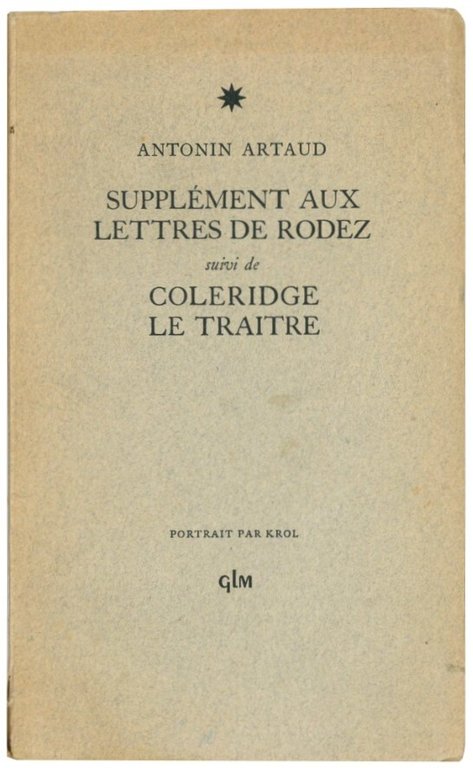 ANTONIN ARTAUD
SUPPLÉMENT AUX
LETTRES DE RODEZ
suivi de
COLERIDGE
LE TRAITRE
PORTRAIT PAR KROL
glm